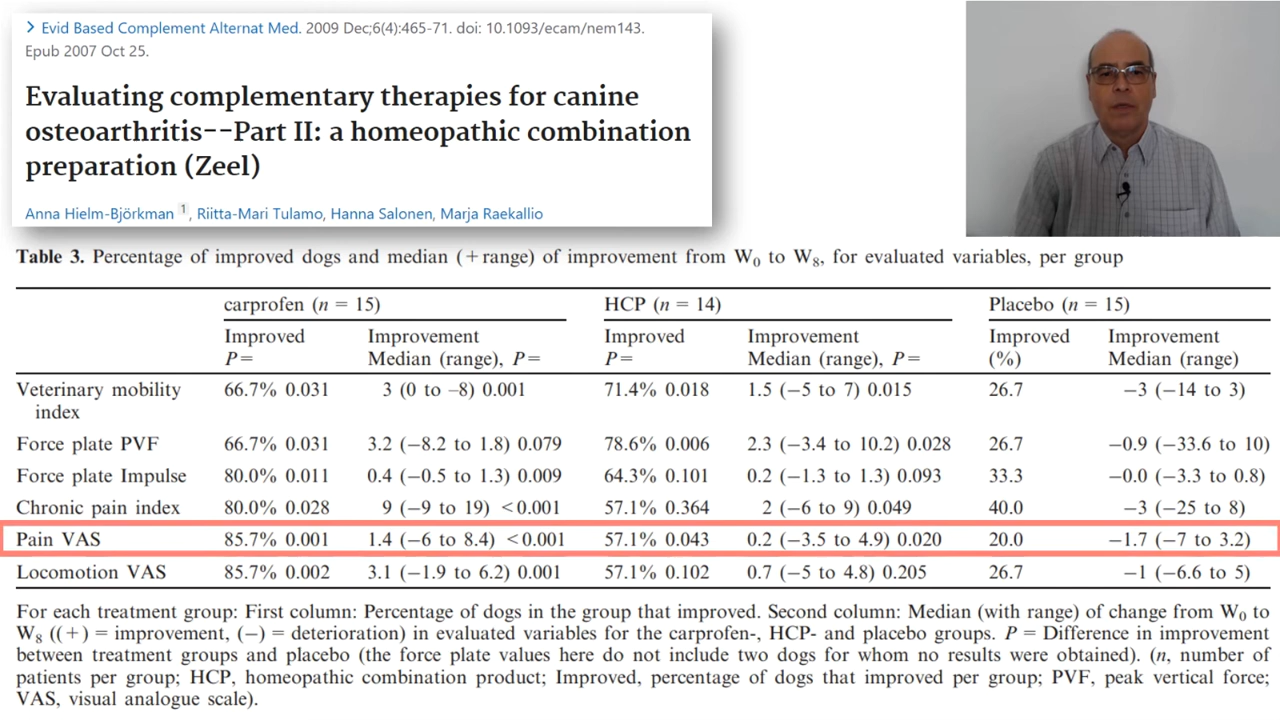 > Evid Based Complement Alternat Med. 2009 Dec;6(4):465-71. doi: 10.1093/ecam/nem143.
Epub 2007 Oct 25.
Evaluating complementary therapies for canine
osteoarthritis--Part II: a homeopathic combination
preparation (Zeel)
Anna Hielm-Björkman 1, Riitta-Mari Tulamo, Hanna Salonen, Marja Raekallio
Table 3. Percentage of improved dogs and median (+range) of improvement from W0 to W8, for evaluated variables, per group
carprofen (n = 15) HCP (n = 14) Placebo (n = 15)
Improved Improvement Improved Improvement Improved Improvement
P= Median (range), P= P= Median (range), P= (%) Median (range)
Veterinary mobility 66.7% 0.031 3 (0 to –8) 0.001 71.4% 0.018 1.5 (−5 to 7) 0.015 26.7 −3 (−14 to 3)
index
Force plate PVF 66.7% 0.031 3.2 (−8.2 to 1.8) 0.079 78.6% 0.006 2.3 (−3.4 to 10.2) 0.028 26.7 −0.9 (−33.6 to 10)
Force plate Impulse 80.0% 0.011 0.4 (−0.5 to 1.3) 0.009 64.3% 0.101 0.2 (−1.3 to 1.3) 0.093 33.3 −0.0 (−3.3 to 0.8)
Chronic pain index 80.0% 0.028 9 (−9 to 19) <0.001 57.1% 0.364 2 (−6 to 9) 0.049 40.0 −3 (−25 to 8)
Pain VAS 85.7% 0.001 1.4 (−6 to 8.4) <0.001 57.1% 0.043 0.2 (−3.5 to 4.9) 0.020 20.0 −1.7 (−7 to 3.2)
Locomotion VAS 85.7% 0.002 3.1 (−1.9 to 6.2) 0.001 57.1% 0.102 0.7 (−5 to 4.8) 0.205 26.7 −1 (−6.6 to 5)
For each treatment group: First column: Percentage of dogs in the group that improved. Second column: Median (with range) of change from W0 to
W8 ((+) = improvement, (−) = deterioration) in evaluated variables for the carprofen-, HCP- and placebo groups. P = Difference in improvement
between treatment groups and placebo (the force plate values here do not include two dogs for whom no results were obtained). (n, number of
patients per group; HCP, homeopathic combination product; Improved, percentage of dogs that improved per group; PVF, peak vertical force;
VAS, visual analogue scale).